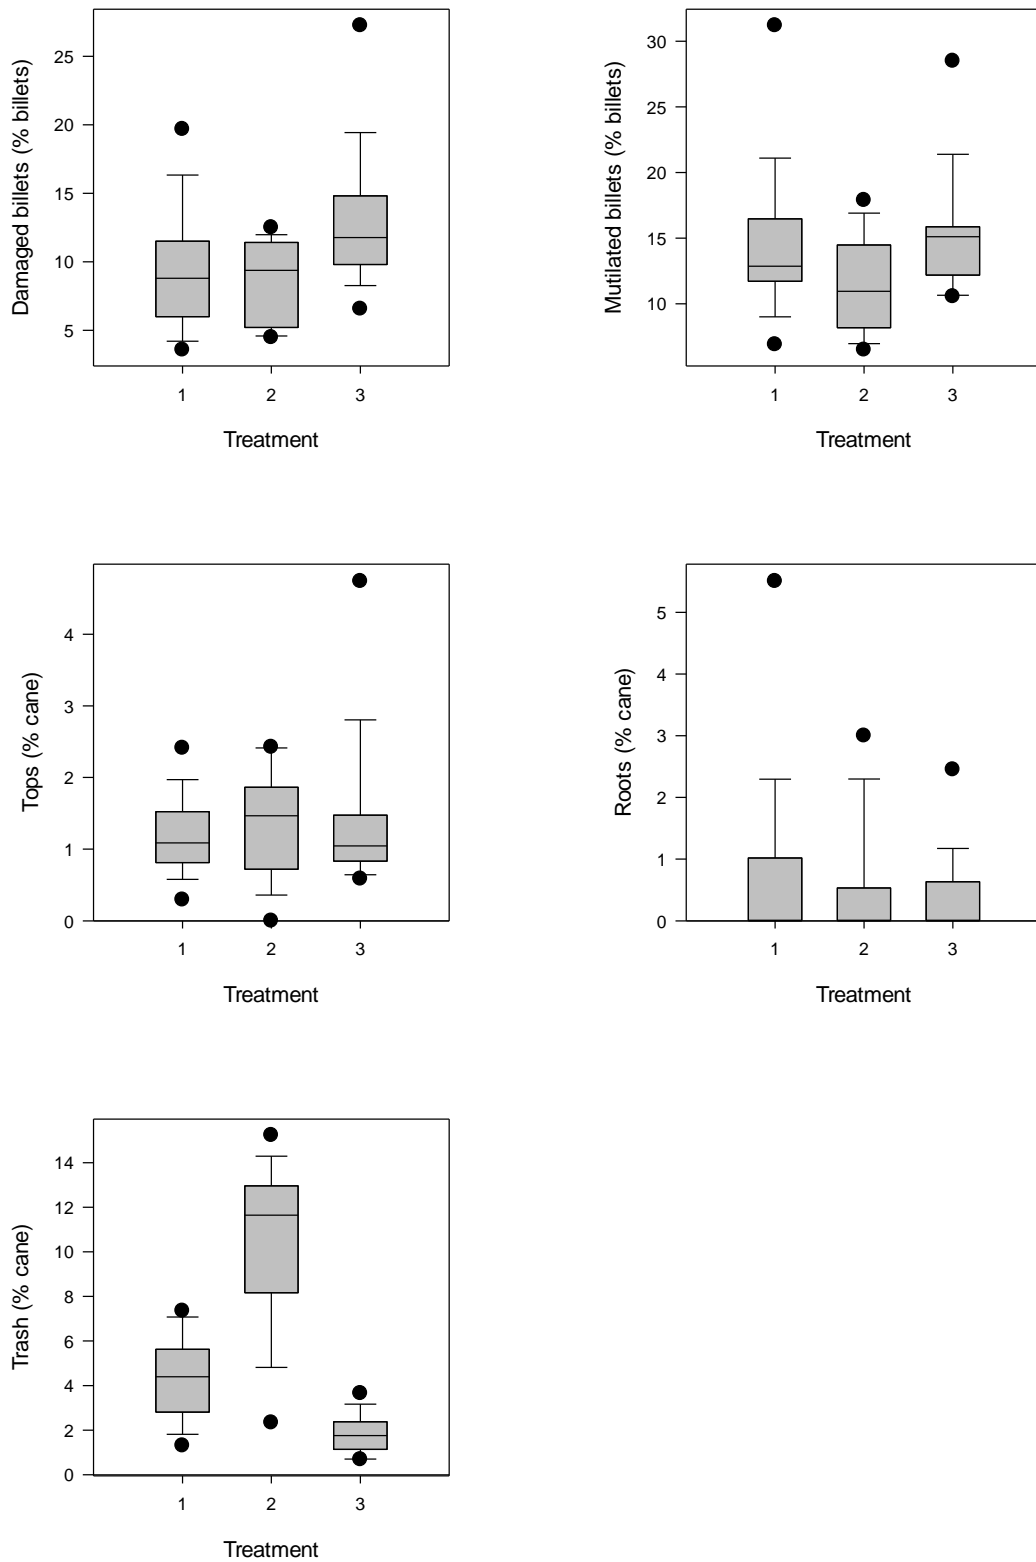 Damaged billets (% billets)
25
20
15
10
5
1 2 3
Treatment
Mutilated billets (% billets)
30
25
20
15
10
1 2 3
Treatment
Tops (% cane)
4
3
2
1
0
1 2 3
Treatment
Roots (% cane)
5
4
3
2
1
0
1 2 3
Treatment
Trash (% cane)
14
12
10
8
6
4
2
0
1 2 3
Treatment